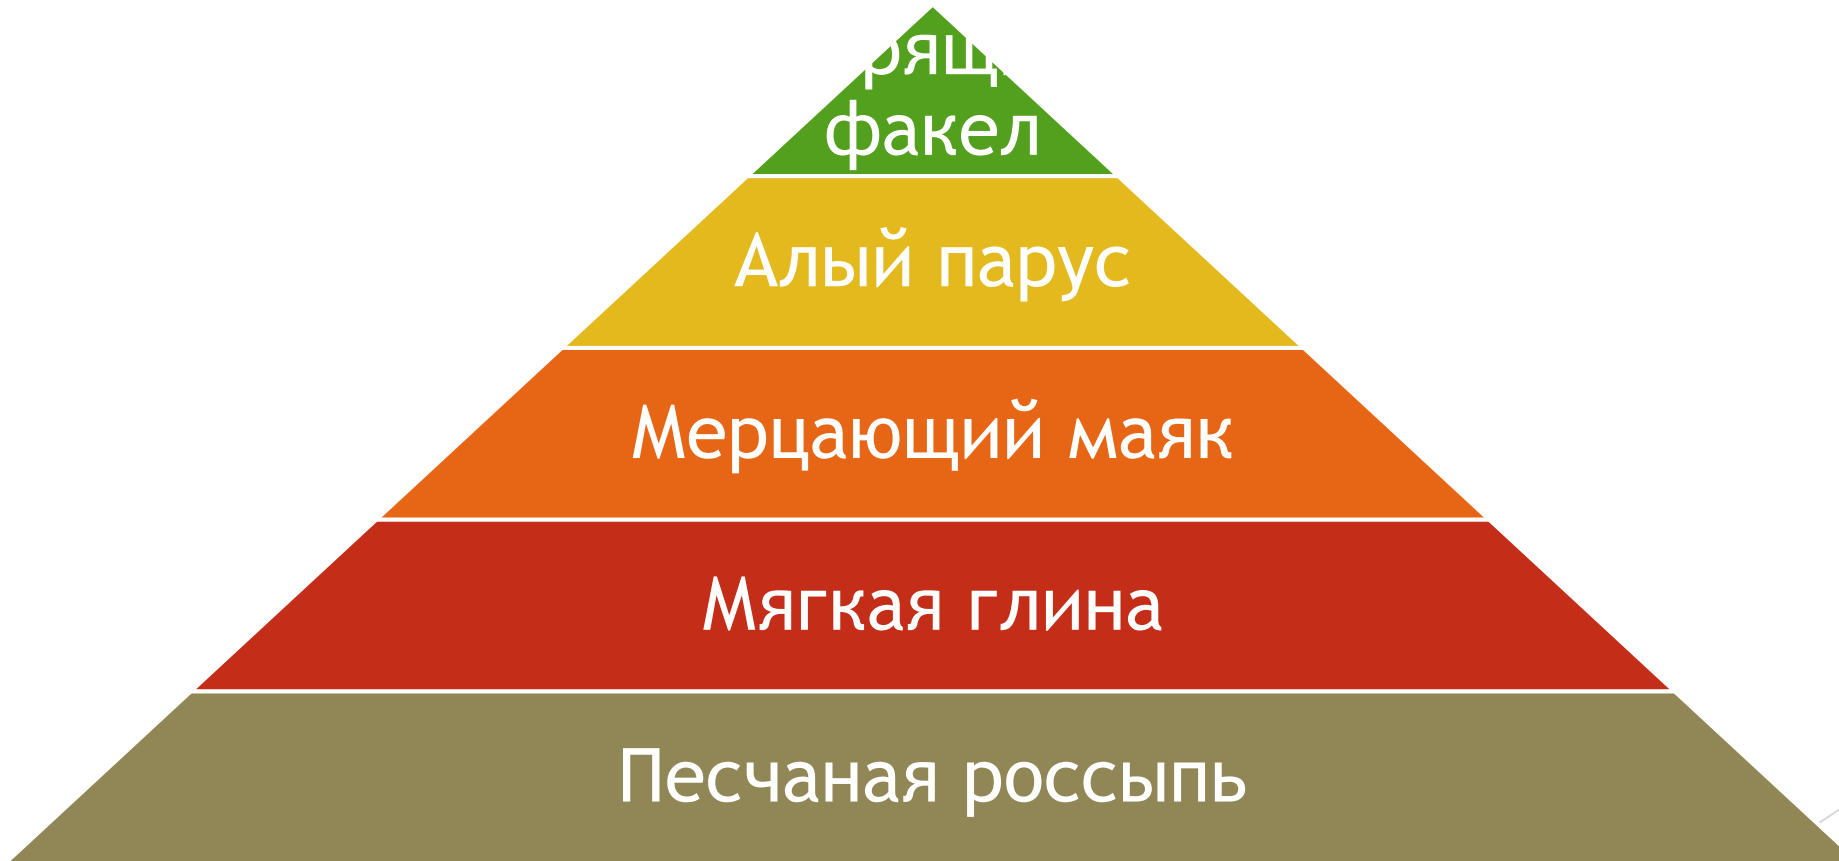 факел
Алый парус
Мерцающий маяк
Мягкая глина
Песчаная россыпь